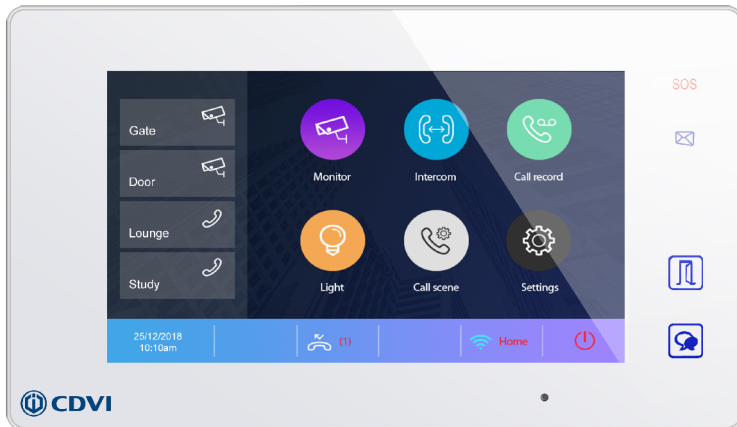 SOS
Gate
Door
Lounge
Study
Monitor
Intercom
Call record
Light
Call scene
Settings
25/12/2018
10:10am
(1)
Home
CDVI